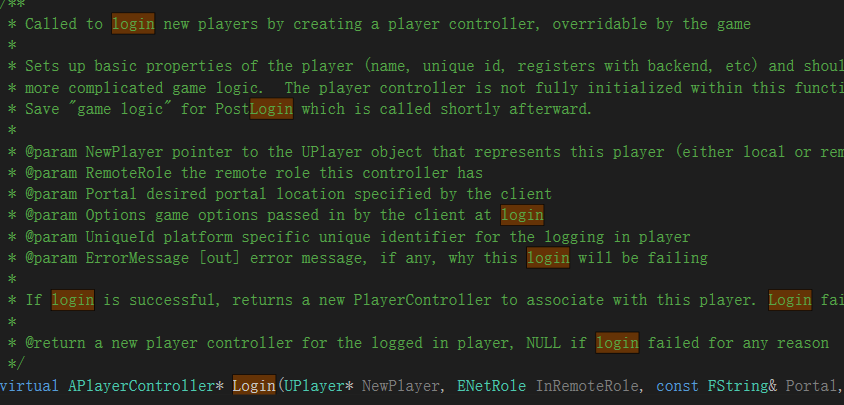 /**
* Called to login new players by creating a player controller, overridable by the game
*
* Sets up basic properties of the player (name, unique id, registers with backend, etc) and shoul
* more complicated game logic.  The player controller is not fully initialized within this functi
* Save "game logic" for PostLogin which is called shortly afterward.
*
* @param NewPlayer pointer to the UPlayer object that represents this player (either local or rem
* @param RemoteRole the remote role this controller has
* @param Portal desired portal location specified by the client
* @param Options game options passed in by the client at login
* @param UniqueId platform specific unique identifier for the logging in player
* @param ErrorMessage [out] error message, if any, why this login will be failing
*
* If login is successful, returns a new PlayerController to associate with this player. Login fai
*
* @return a new player controller for the logged in player, NULL if login failed for any reason
*/
virtual APlayerController* Login(UPlayer* NewPlayer, ENetRole InRemoteRole, const FString& Portal,